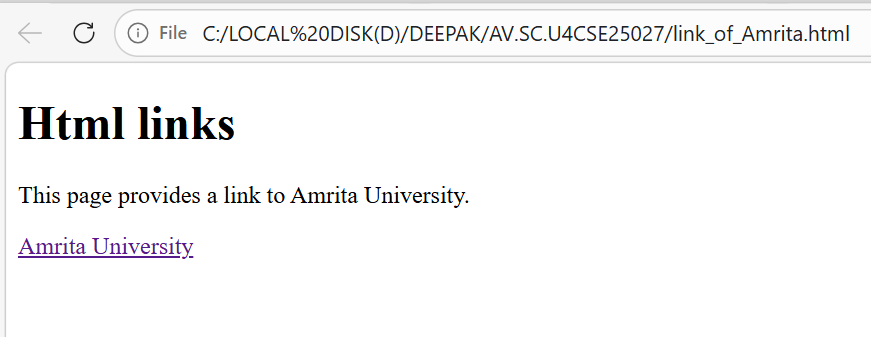 File C:/LOCAL%20DISK(D)/DEEPAK/AV.SC.U4CSE25027/link_of_Amrita.html
Html links
This page provides a link to Amrita University.
Amrita University